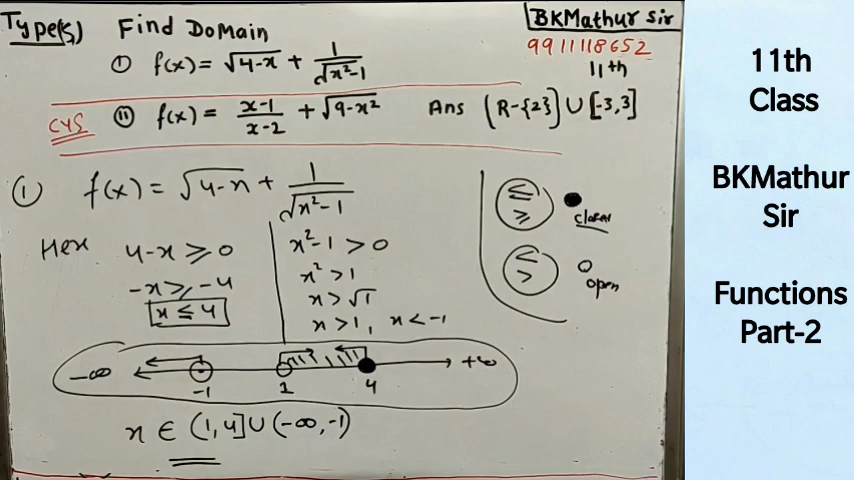 Type(5) Find Domain
BKMathur Sir
9911118652
11th
① f(x) = √4-x + 1/√x²-1
CYS ⑪ f(x) = x-1/x-2 + √9-x² Ans (R-{2}) ∪ [-3,3]
① f(x) = √4-x + 1/√x²-1
Here 4-x ≥ 0
-x ≥ -4
x ≤ 4
x²-1 > 0
x² > 1
x > √1
x > 1, x < -1
≤ ≥ closed
< > open
-∞ -1 1 4 +∞
x ∈ (1,4] ∪ (-∞,-1)
11th
Class
BKMathur
Sir
Functions
Part-2